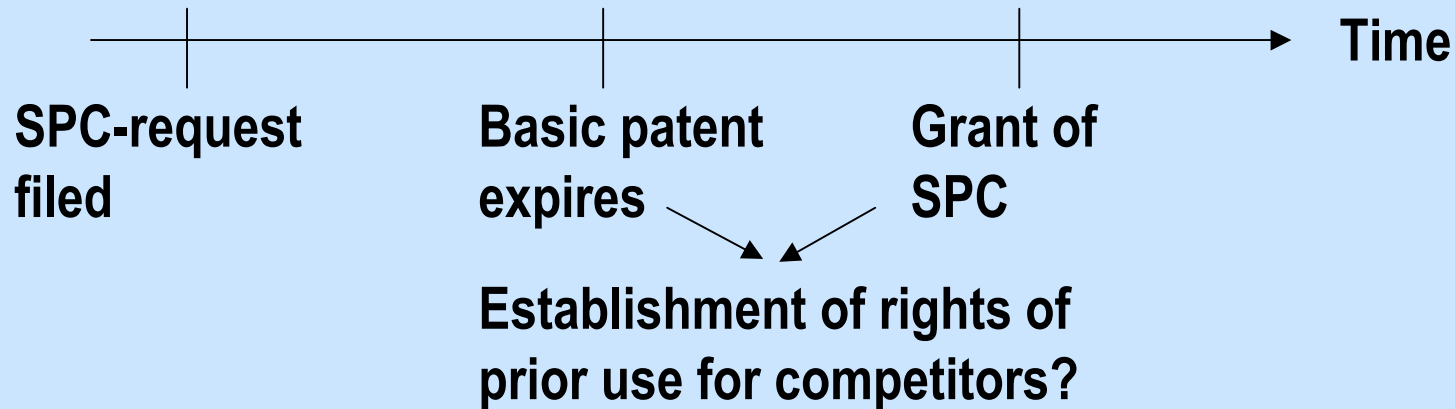 Time
SPC-request
filed
Basic patent
expires
Grant of
SPC
Establishment of rights of
prior use for competitors?